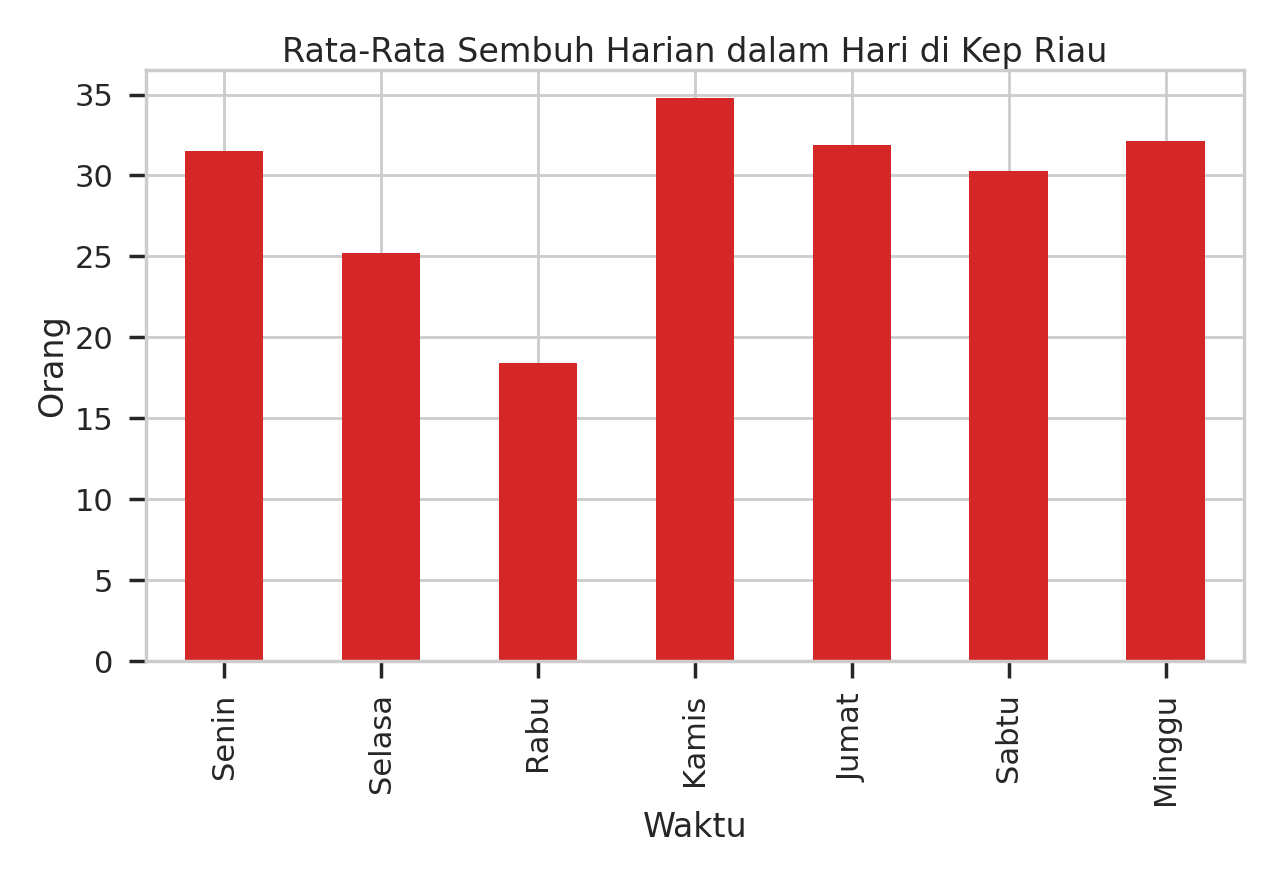 Rata-Rata Sembuh Harian dalam Hari di Kep Riau
Orang
35
30
25
20
15
10
5
0
Senin
Selasa
Rabu
Kamis
Jumat
Sabtu
Minggu
Waktu